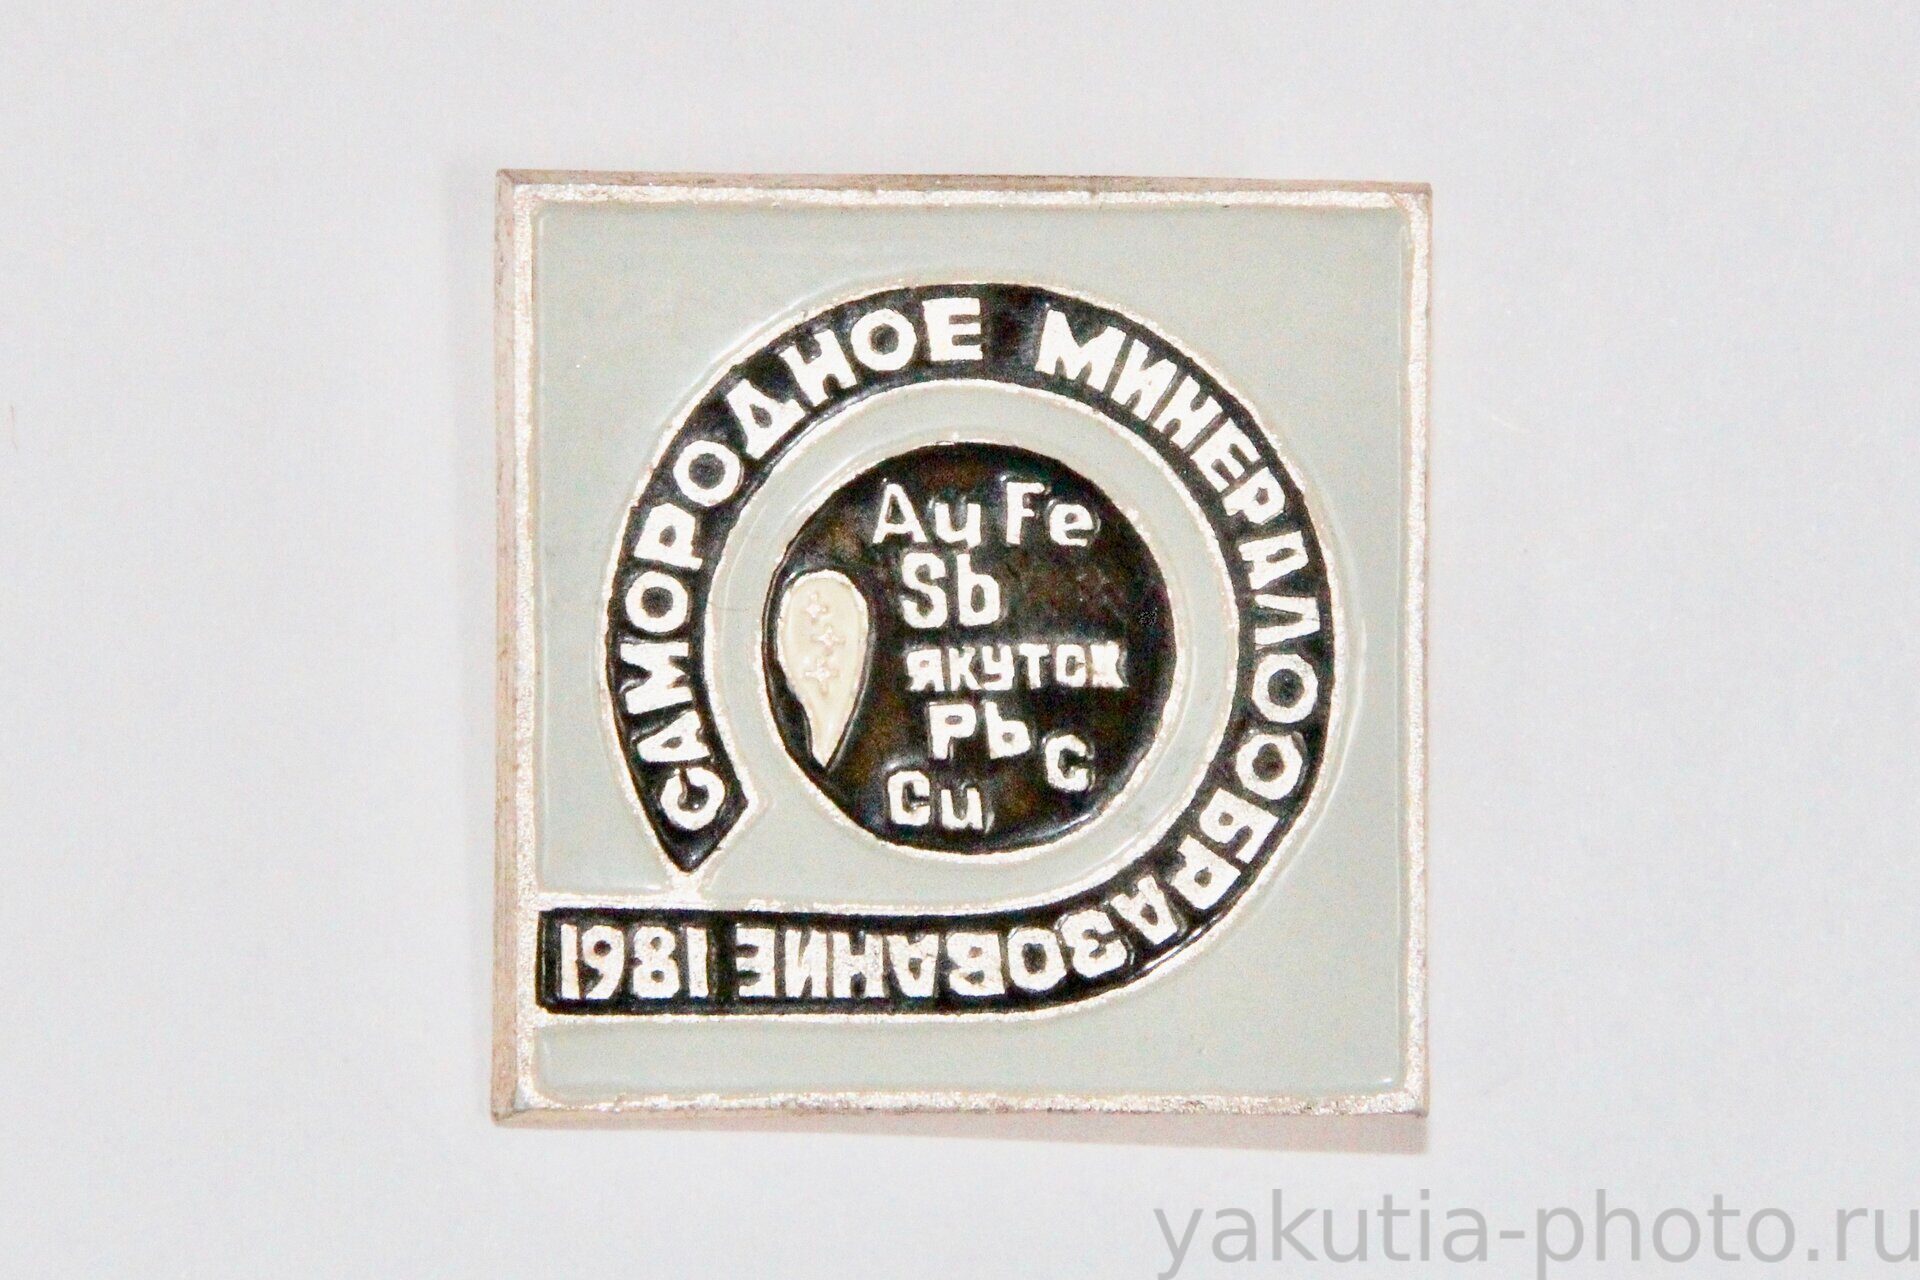 САМОРОДНОЕ МИНЕРАЛООБРАЗОВАНИЕ 1981
Au Fe
Sb
ЯКУТСК
Pb C
Cu
yakutia-photo.ru